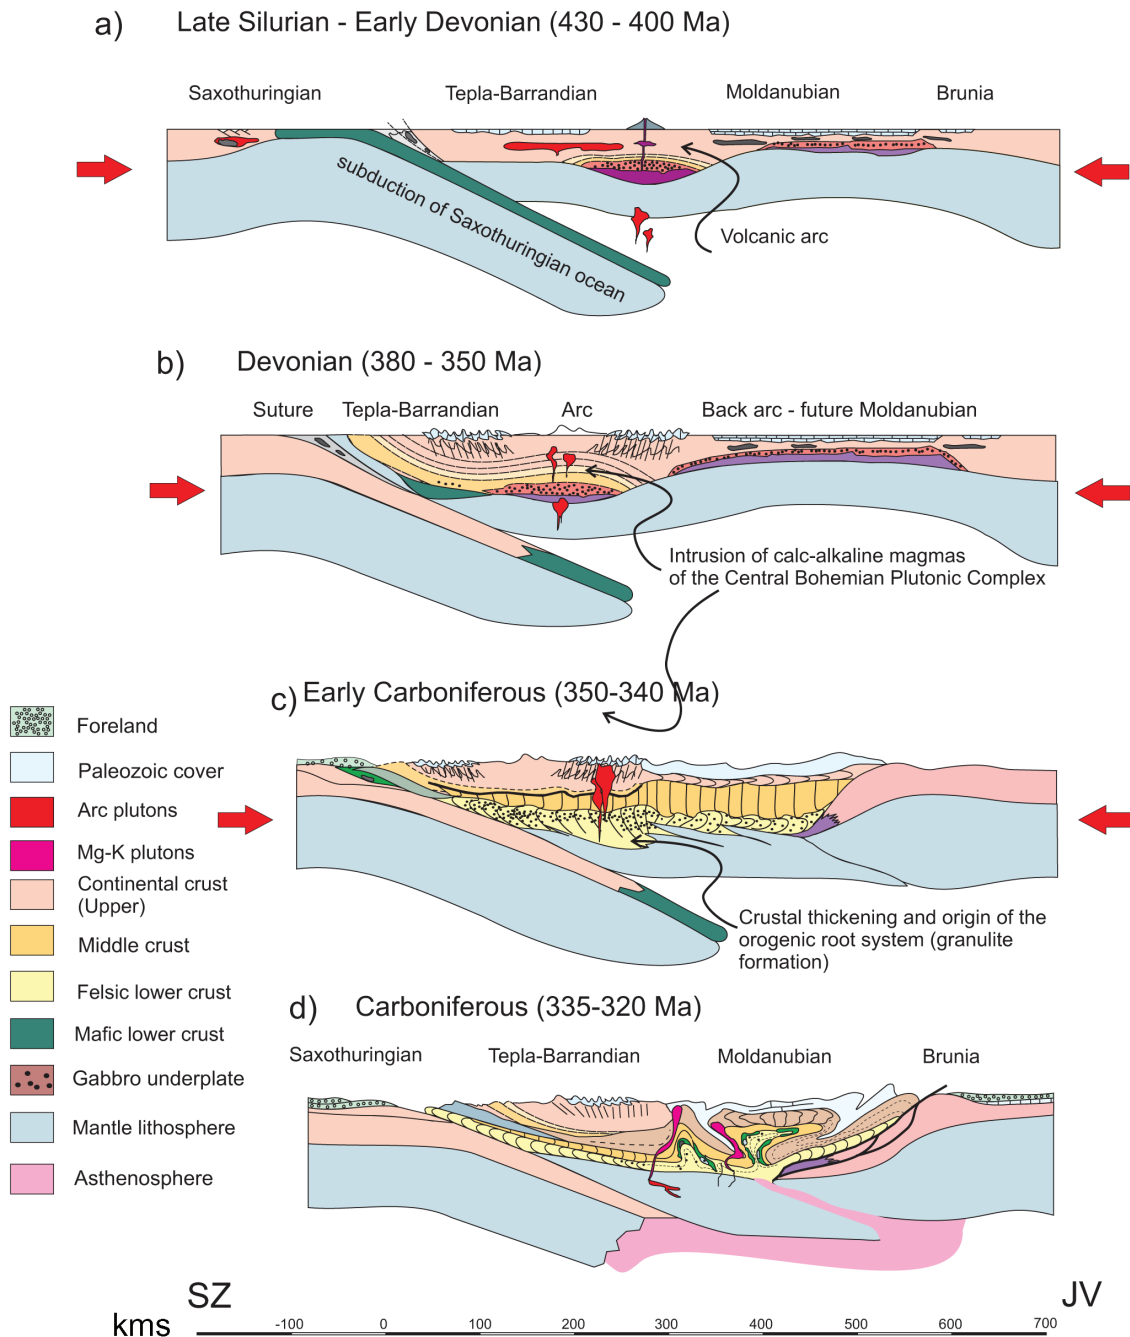 a) Late Silurian - Early Devonian (430 - 400 Ma)
Saxothuringian Tepla-Barrandian Moldanubian Brunia
subduction of Saxothuringian ocean
Volcanic arc
b) Devonian (380 - 350 Ma)
Suture Tepla-Barrandian Arc Back arc - future Moldanubian
Intrusion of calc-alkaline magmas
of the Central Bohemian Plutonic Complex
c) Early Carboniferous (350-340 Ma)
Crustal thickening and origin of the
orogenic root system (granulite
formation)
Foreland
Paleozoic cover
Arc plutons
Mg-K plutons
Continental crust
(Upper)
Middle crust
Felsic lower crust
Mafic lower crust
Gabbro underplate
Mantle lithosphere
Asthenosphere
d) Carboniferous (335-320 Ma)
Saxothuringian Tepla-Barrandian Moldanubian Brunia
SZ JV
kms -100 0 100 200 300 400 500 600 700